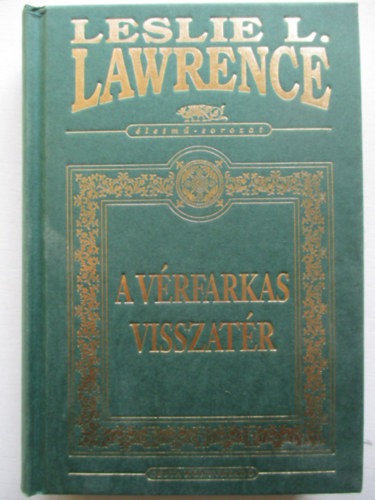 LESLIE L.
LAWRENCE
életmű-sorozat
A VÉRFARKAS
VISSZATÉR